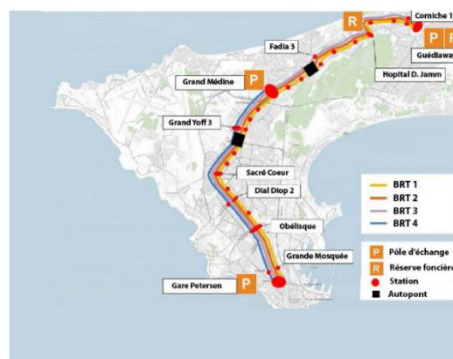 R
Corniche 1
P
P
Guédiaway
Fadia 3
Hopital D. Jamm
Grand Médine
P
Grand Yoff 3
Sacré Coeur
Dial Diop 2
Obélisque
Grande Mosquée
Gare Petersen
P
BRT 1
BRT 2
BRT 3
BRT 4
P Pôle d'échange
R Réserve foncière
Station
Autopont